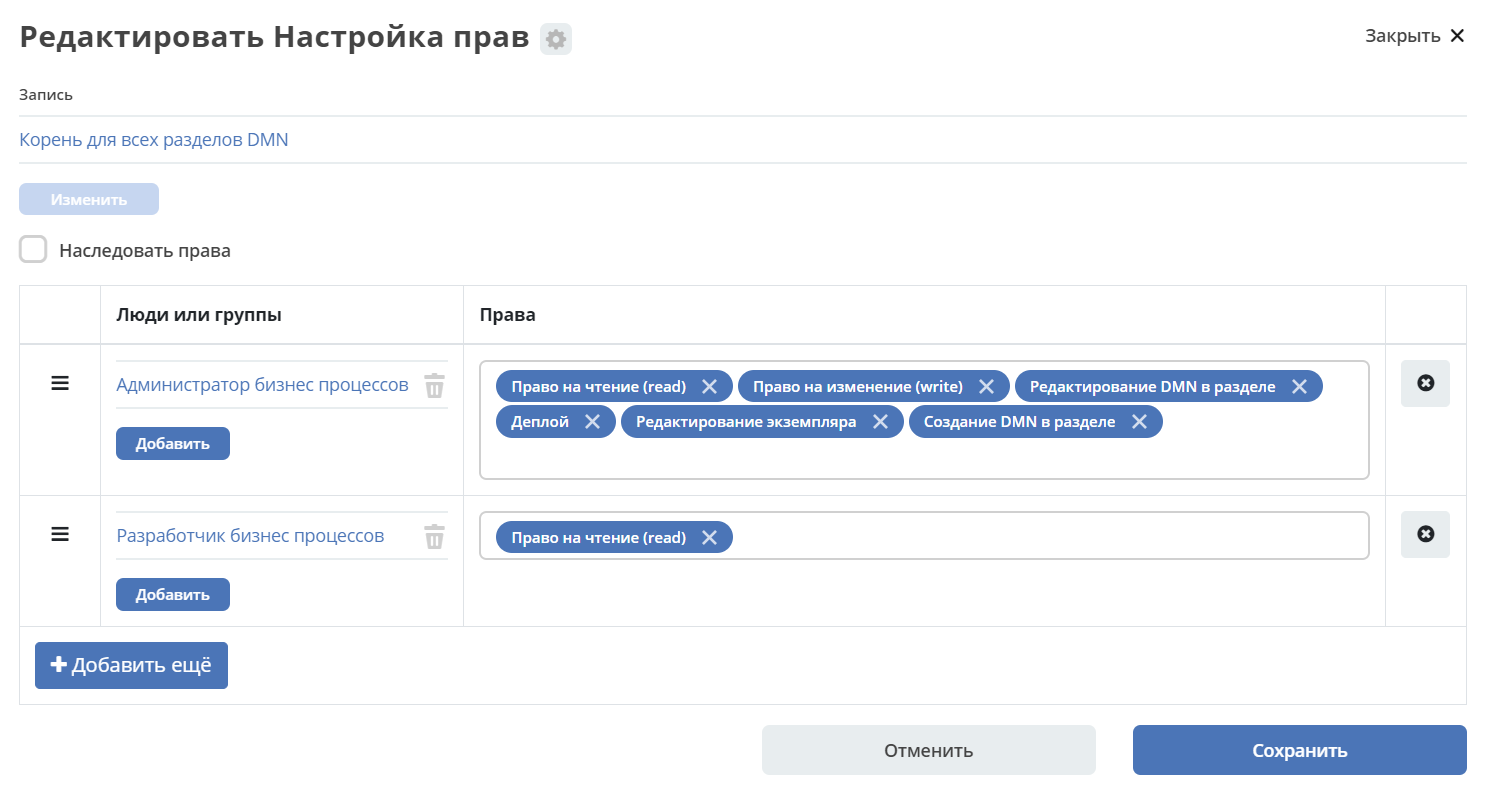 Редактировать Настройка прав
Закрыть
Запись
Корень для всех разделов DMN
Изменить
Наследовать права
Люди или группы
Права
Администратор бизнес процессов
Добавить
Право на чтение (read)
Право на изменение (write)
Редактирование DMN в разделе
Деплой
Редактирование экземпляра
Создание DMN в разделе
Разработчик бизнес процессов
Добавить
Право на чтение (read)
Добавить ещё
Отменить
Сохранить